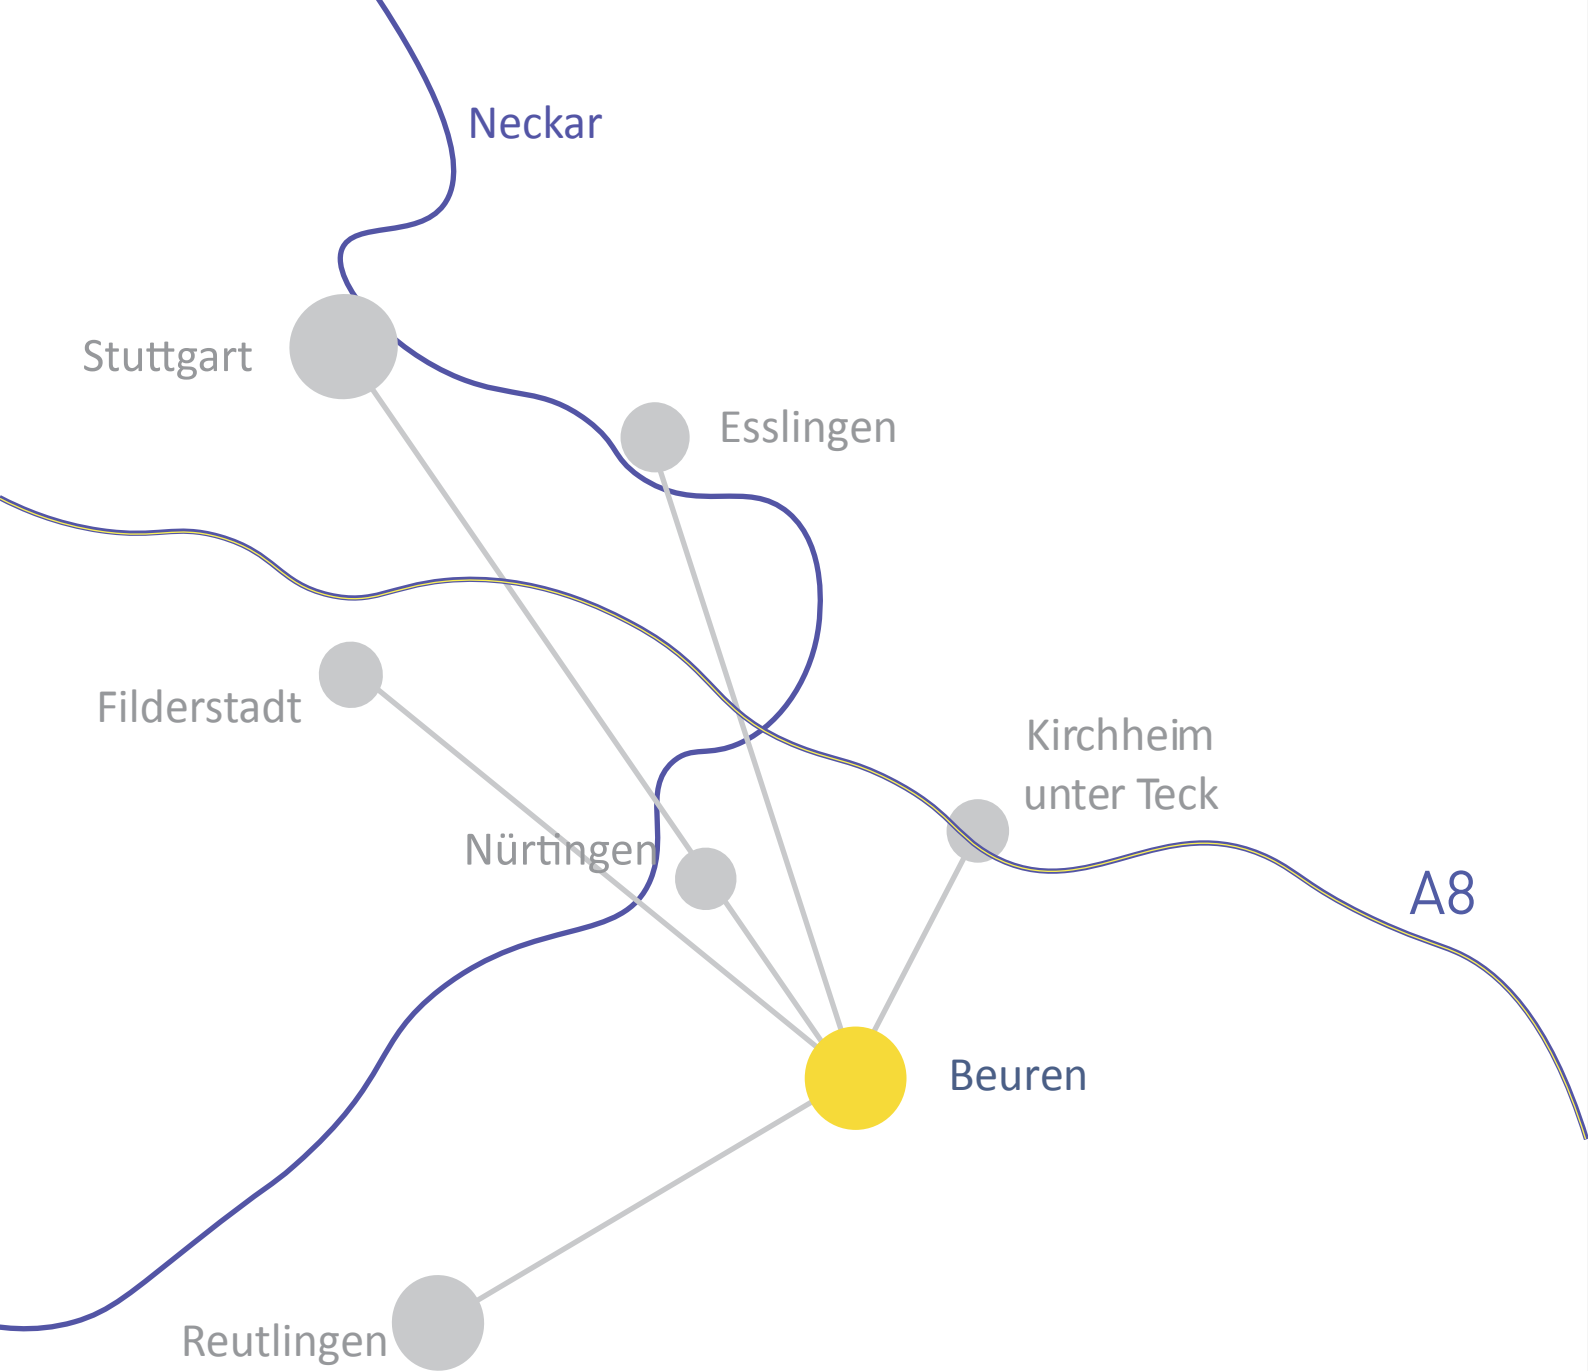 Neckar
Stuttgart
Esslingen
Filderstadt
Kirchheim
unter Teck
Nürtingen
A8
Beuren
Reutlingen